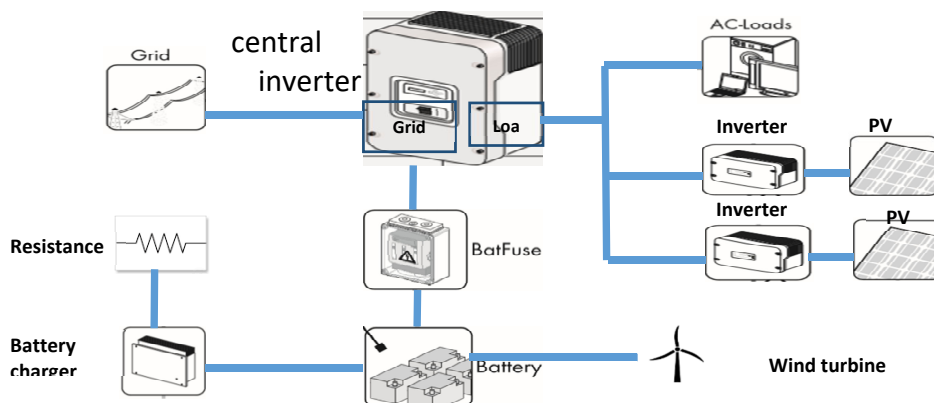 Grid
central
inverter
AC-Loads
Grid
Loa
Inverter
PV
Inverter
PV
Resistance
BatFuse
Battery
charger
Battery
Wind turbine